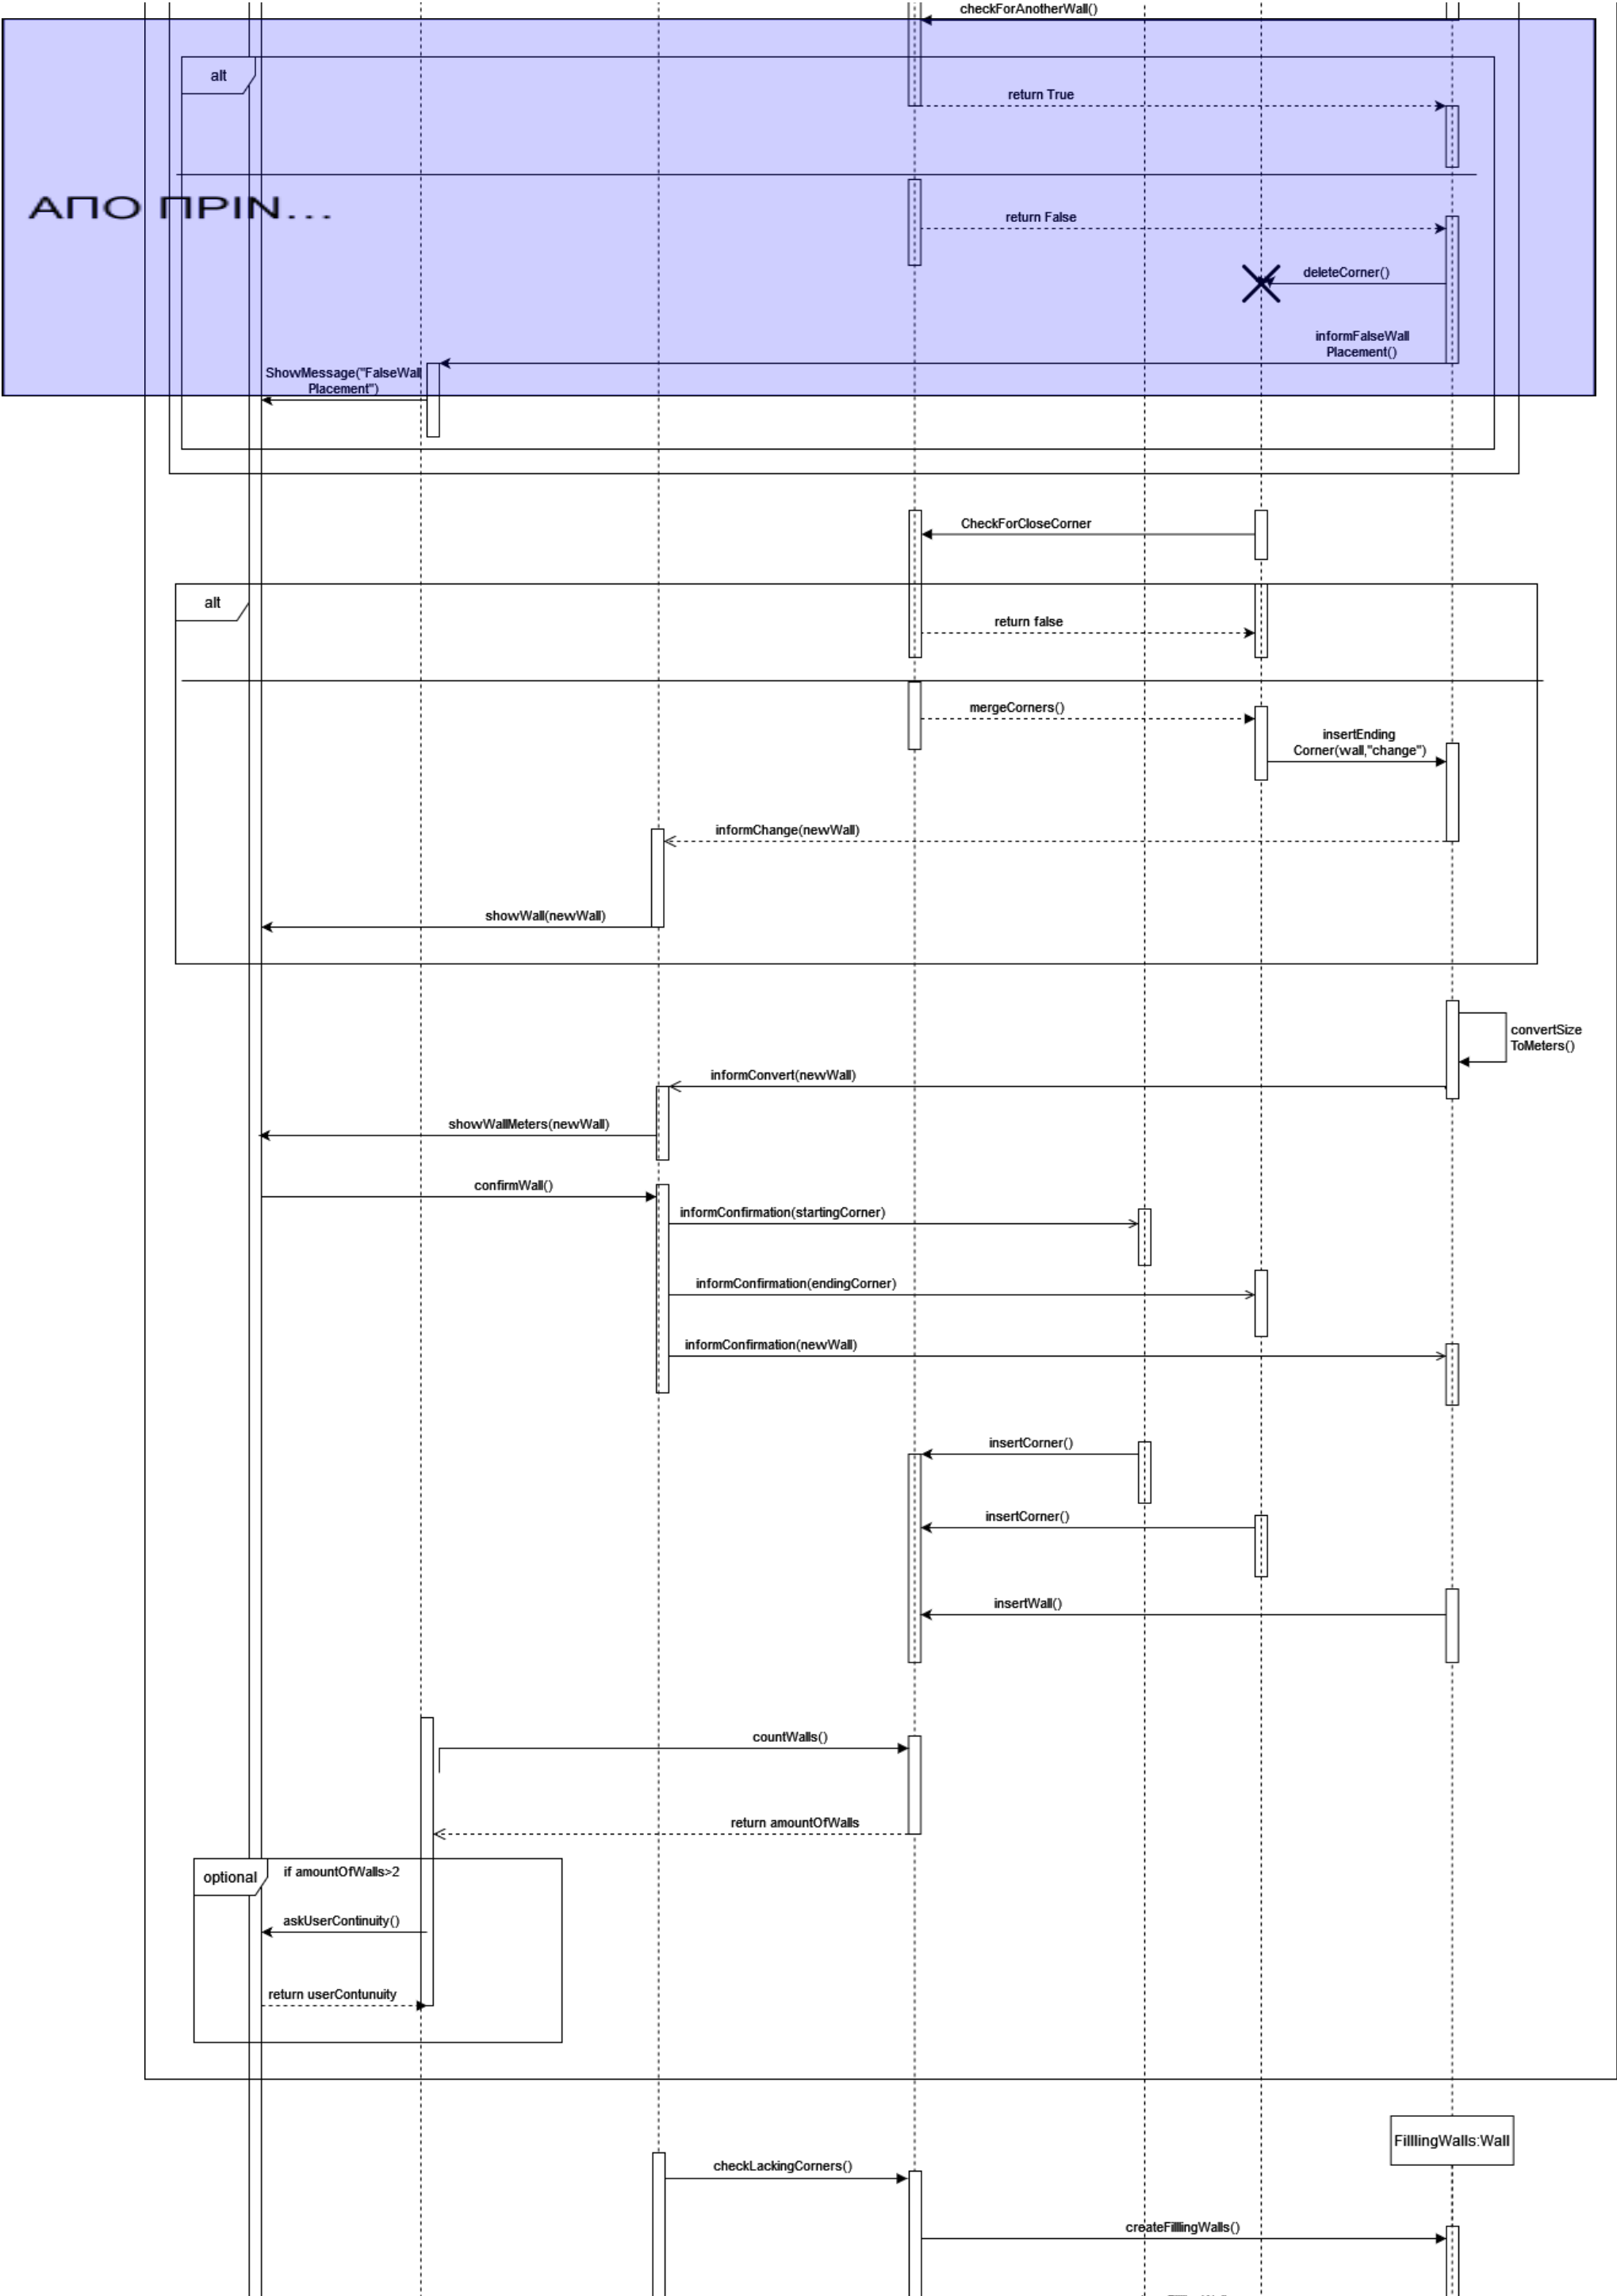 checkForAnotherWall()
alt
return True
ΑΠΟ ΠΡΙΝ...
return False
deleteCorner()
informFalseWall
Placement()
ShowMessage("FalseWall
Placement")
CheckForCloseCorner
alt
return false
mergeCorners()
insertEnding
Corner(wall,"change")
informChange(newWall)
showWall(newWall)
convertSize
ToMeters()
informConvert(newWall)
showWallMeters(newWall)
confirmWall()
informConfirmation(startingCorner)
informConfirmation(endingCorner)
informConfirmation(newWall)
insertCorner()
insertCorner()
insertWall()
countWalls()
return amountOfWalls
optional
if amountOfWalls>2
askUserContinuity()
return userContunuity
FilllingWalls:Wall
checkLackingCorners()
createFilllingWalls()